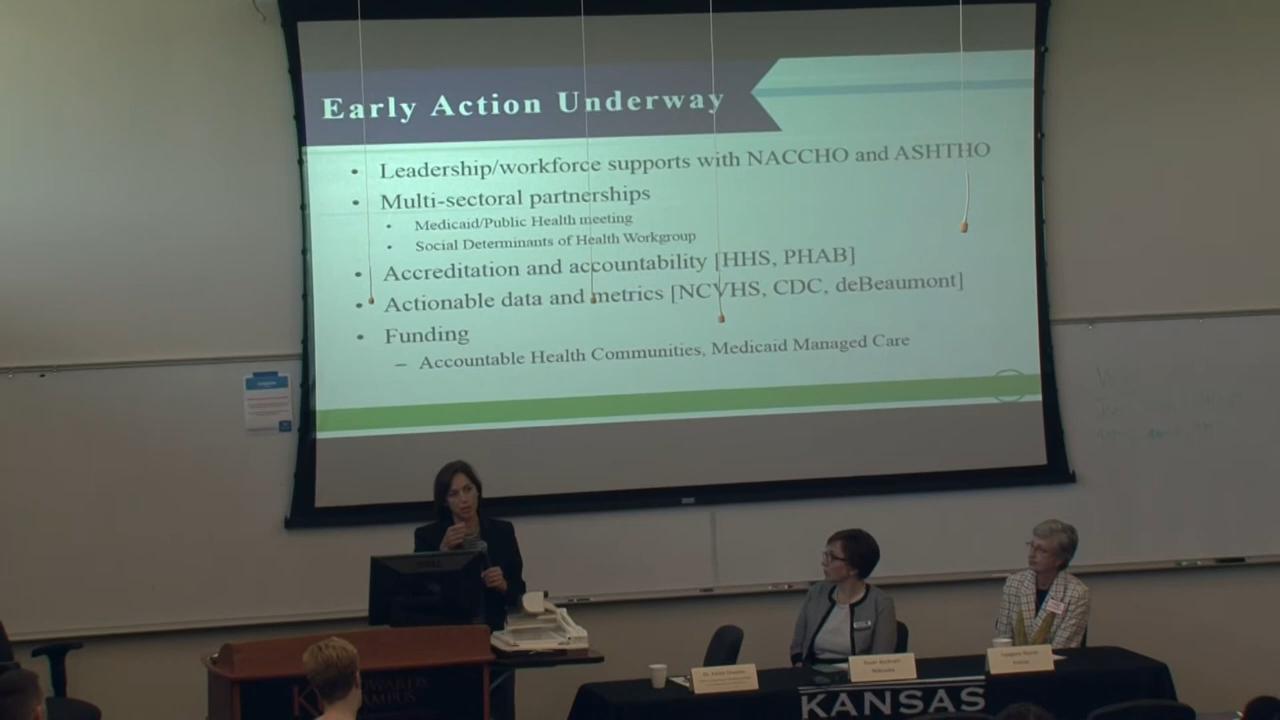 Early Action Underway
• Leadership/workforce supports with NACCHO and ASHTHO
• Multi-sectoral partnerships
• Medicaid/Public Health meeting
• Social Determinants of Health Workgroup
• Accreditation and accountability [HHS, PHAB]
• Actionable data and metrics [NCVHS, CDC, deBeaumont]
• Funding
– Accountable Health Communities, Medicaid Managed Care
EDWARDS
CAMPUS
KANSAS